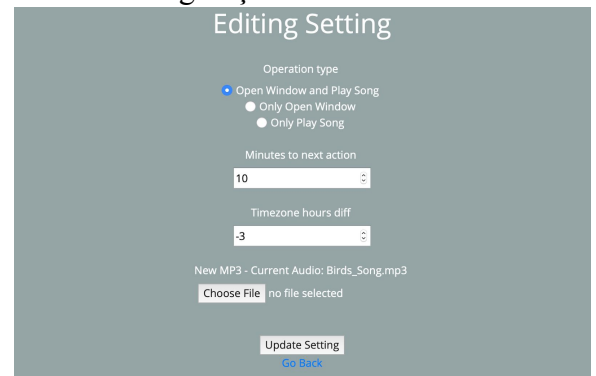 Editing Setting
Operation type
Open Window and Play Song
Only Open Window
Only Play Song
Minutes to next action
10
Timezone hours diff
-3
New MP3 - Current Audio: Birds_Song.mp3
Choose File no file selected
Update Setting
Go Back